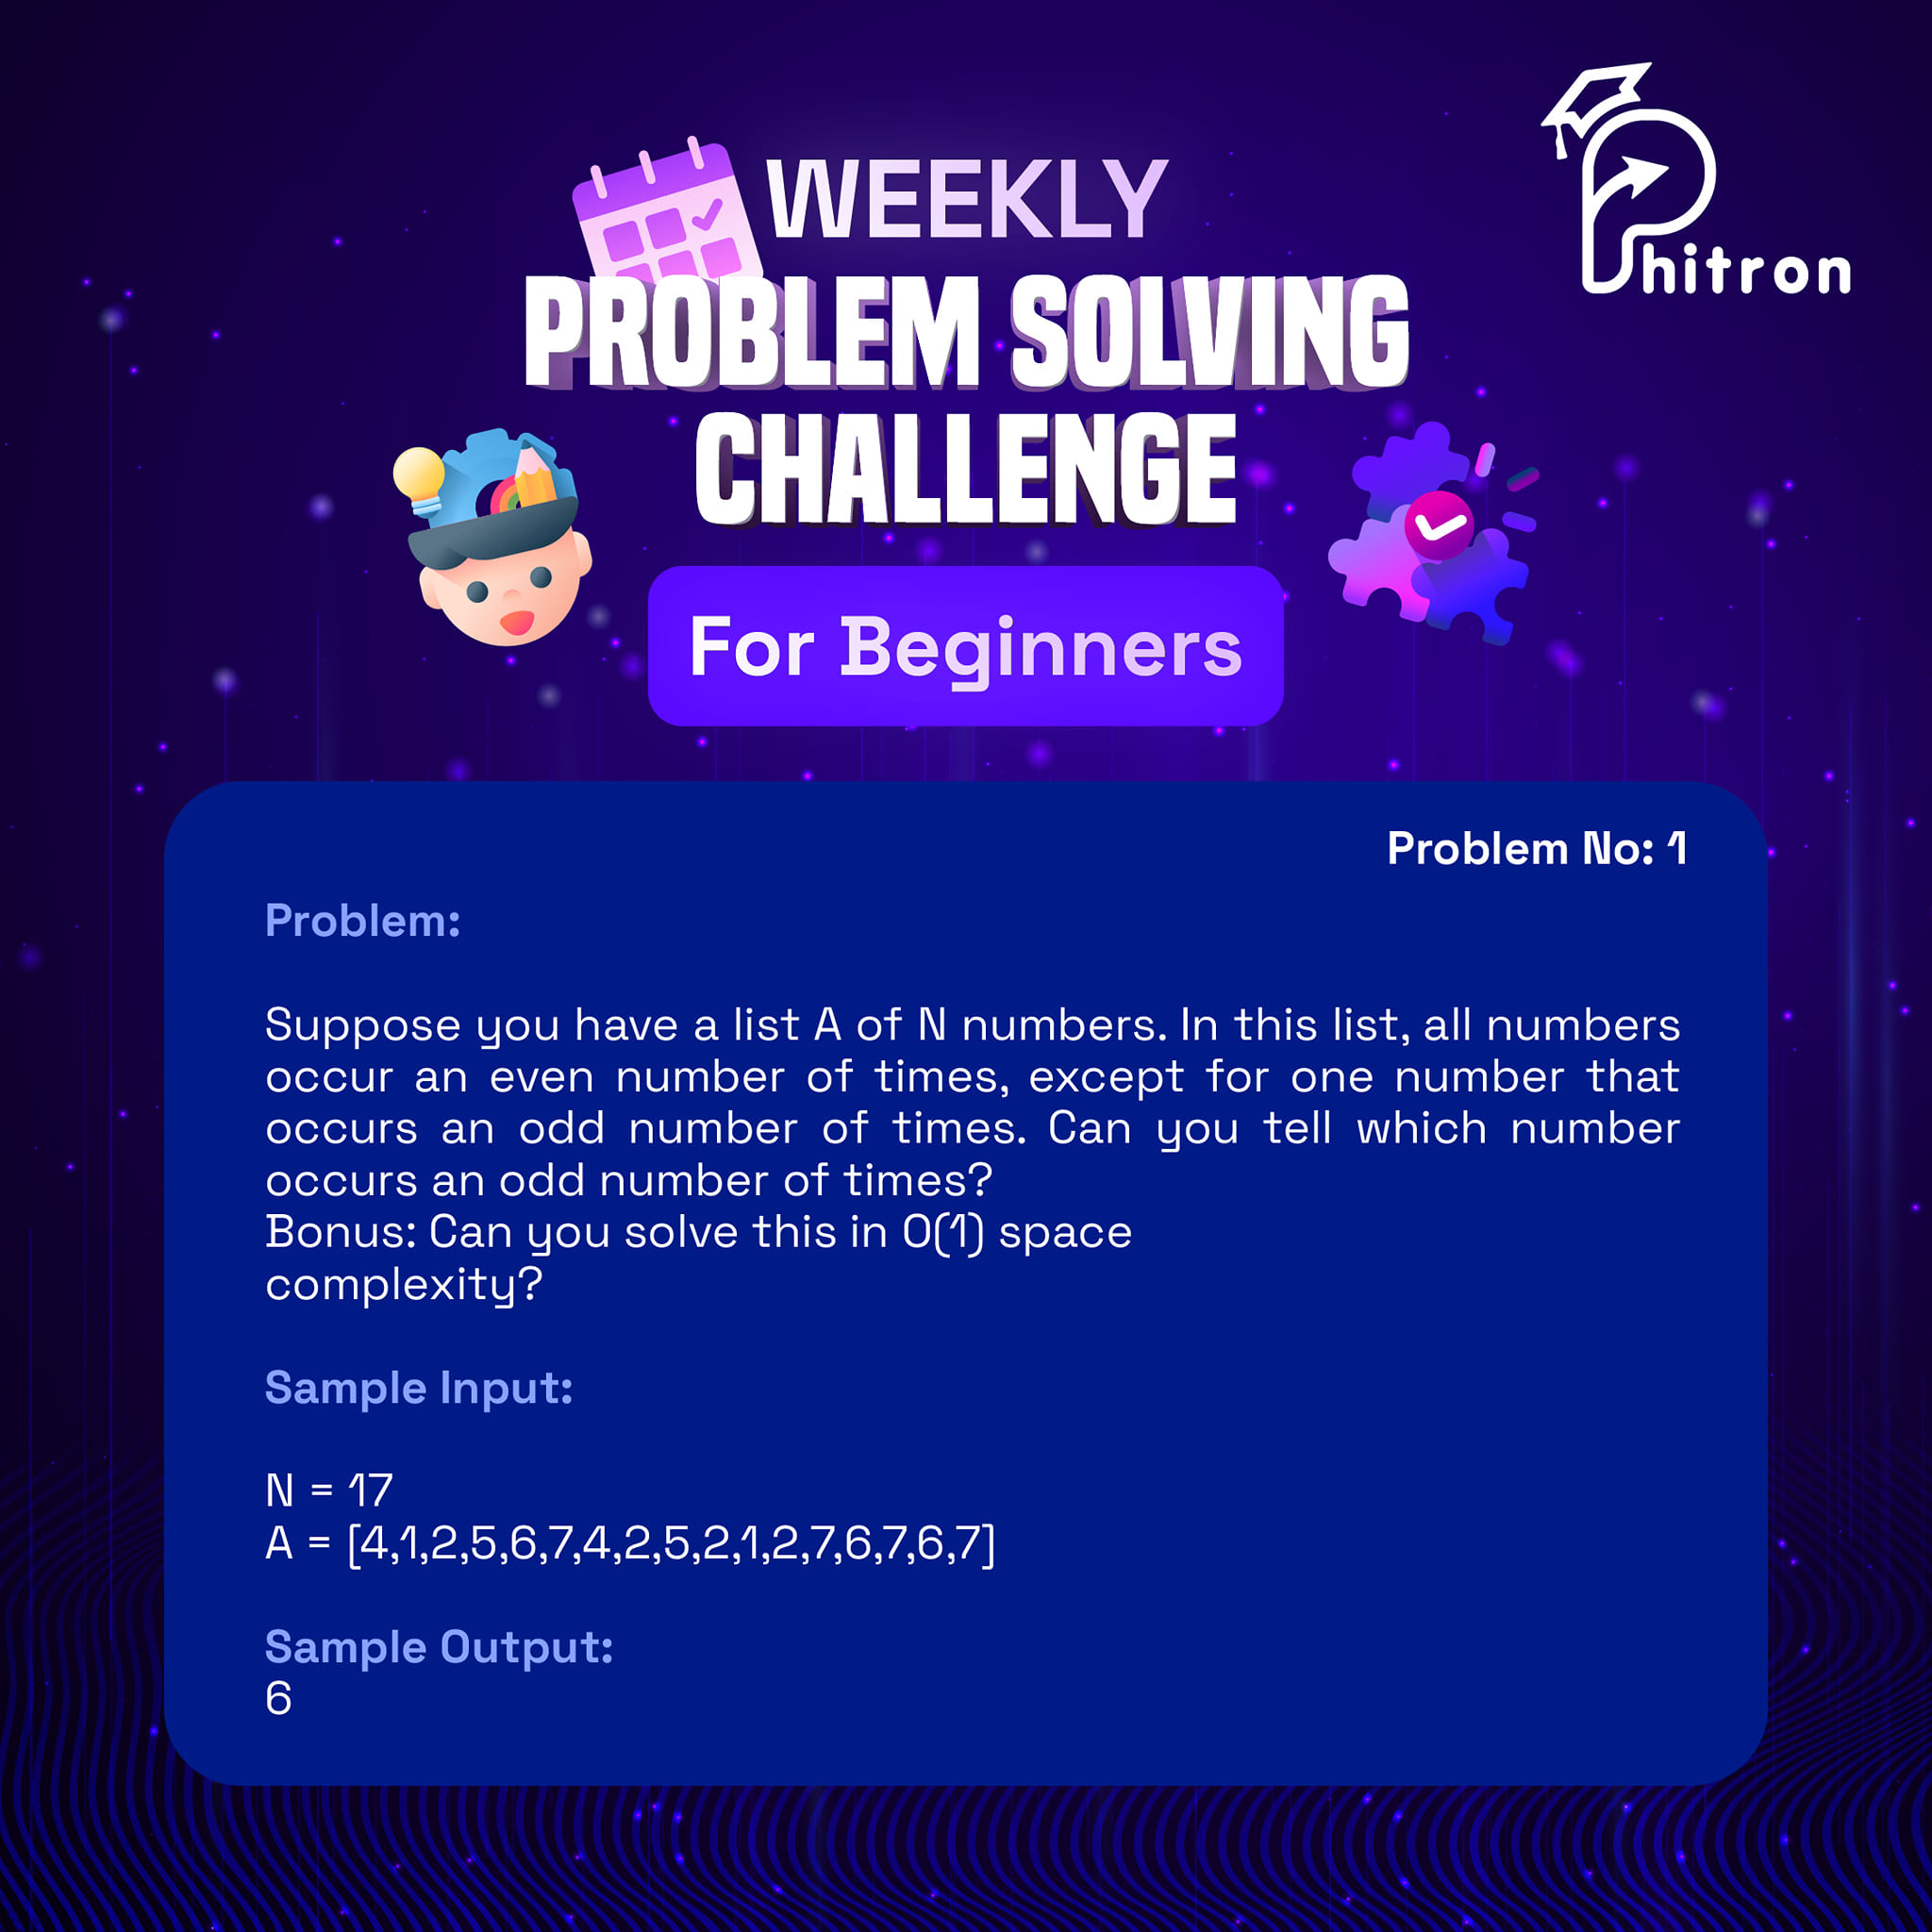 Phitron
WEEKLY
PROBLEM SOLVING
CHALLENGE
For Beginners
Problem No: 1
Problem:
Suppose you have a list A of N numbers. In this list, all numbers
occur an even number of times, except for one number that
occurs an odd number of times. Can you tell which number
occurs an odd number of times?
Bonus: Can you solve this in O(1) space
complexity?
Sample Input:
N = 17
A = [4,1,2,5,6,7,4,2,5,2,1,2,7,6,7,6,7]
Sample Output:
6